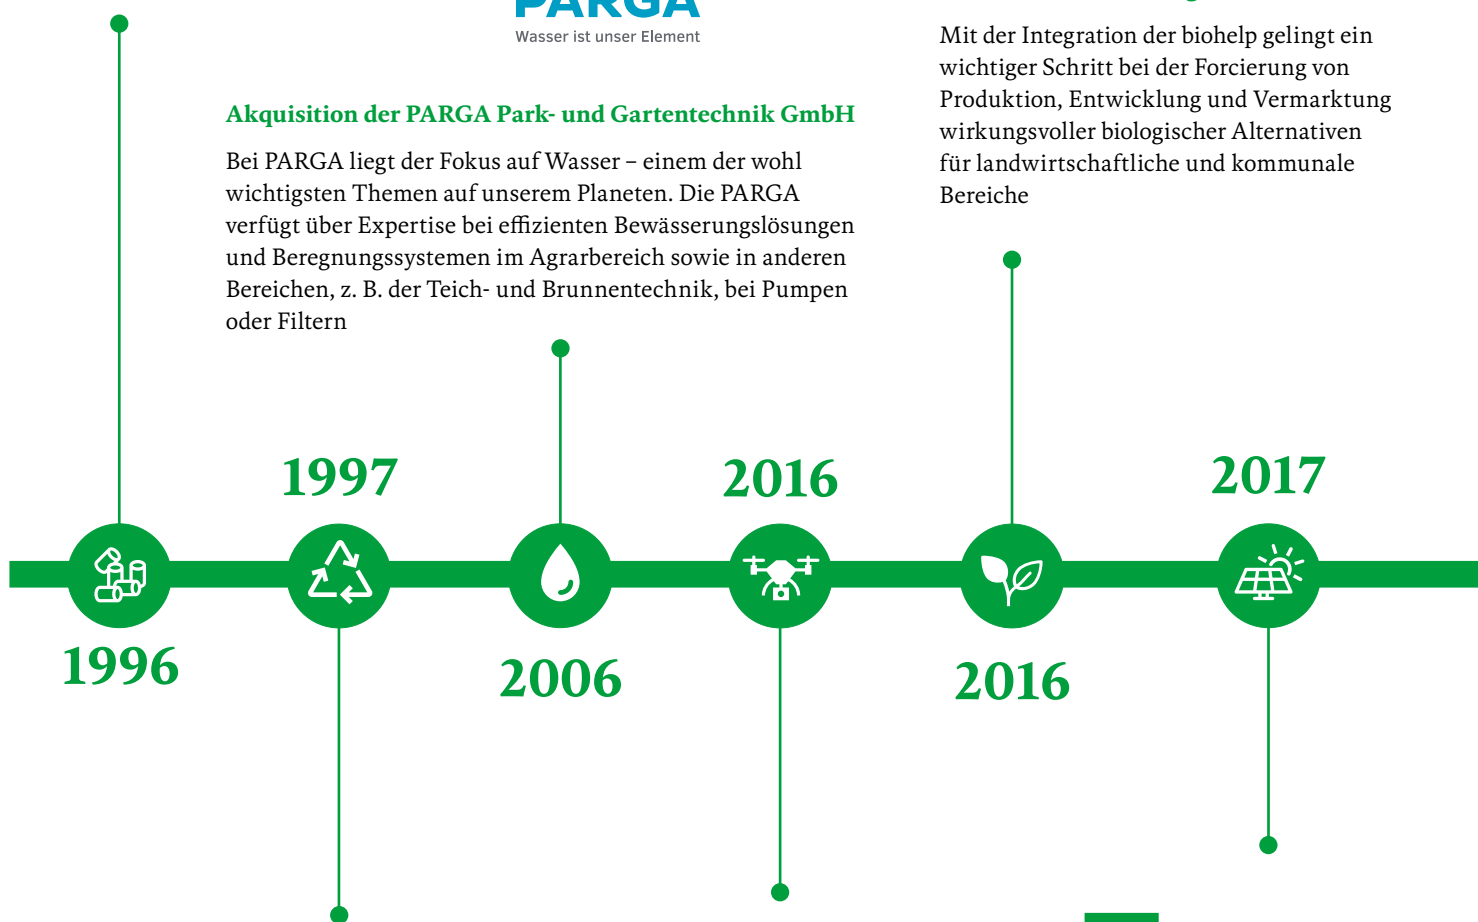 PARGA
Wasser ist unser Element
Akquisition der PARGA Park- und Gartentechnik GmbH
Bei PARGA liegt der Fokus auf Wasser – einem der wohl
wichtigsten Themen auf unserem Planeten. Die PARGA
verfügt über Expertise bei effizienten Bewässerungslösungen
und Beregnungssystemen im Agrarbereich sowie in anderen
Bereichen, z. B. der Teich- und Brunnentechnik, bei Pumpen
oder Filtern
Mit der Integration der biohelp gelingt ein
wichtiger Schritt bei der Forcierung von
Produktion, Entwicklung und Vermarktung
wirkungsvoller biologischer Alternativen
für landwirtschaftliche und kommunale
Bereiche
1996
1997
2006
2016
2016
2017